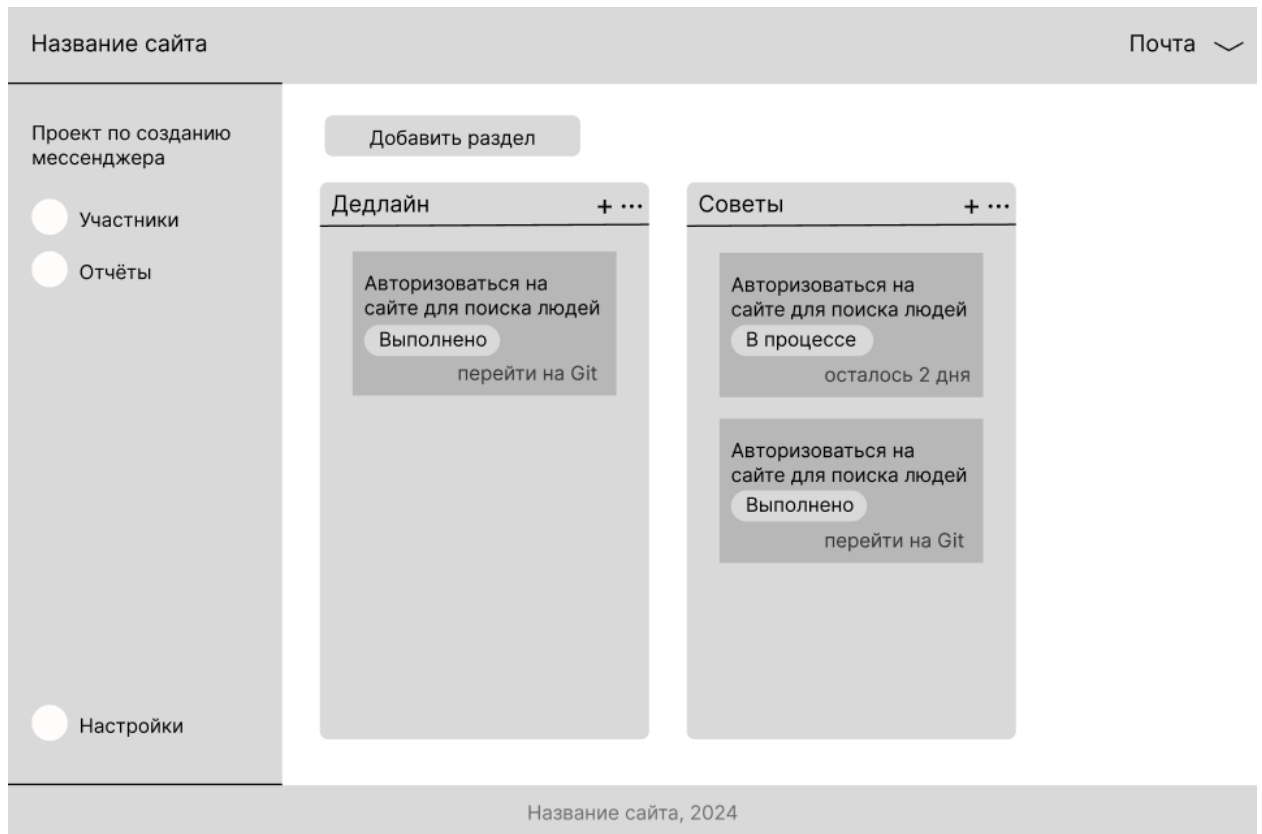 Название сайта
Почта
Проект по созданию
мессенджера
Участники
Отчёты
Настройки
Добавить раздел
Дедлайн + ...
Авторизоваться на
сайте для поиска людей
Выполнено
перейти на Git
Советы + ...
Авторизоваться на
сайте для поиска людей
В процессе
осталось 2 дня
Авторизоваться на
сайте для поиска людей
Выполнено
перейти на Git
Название сайта, 2024